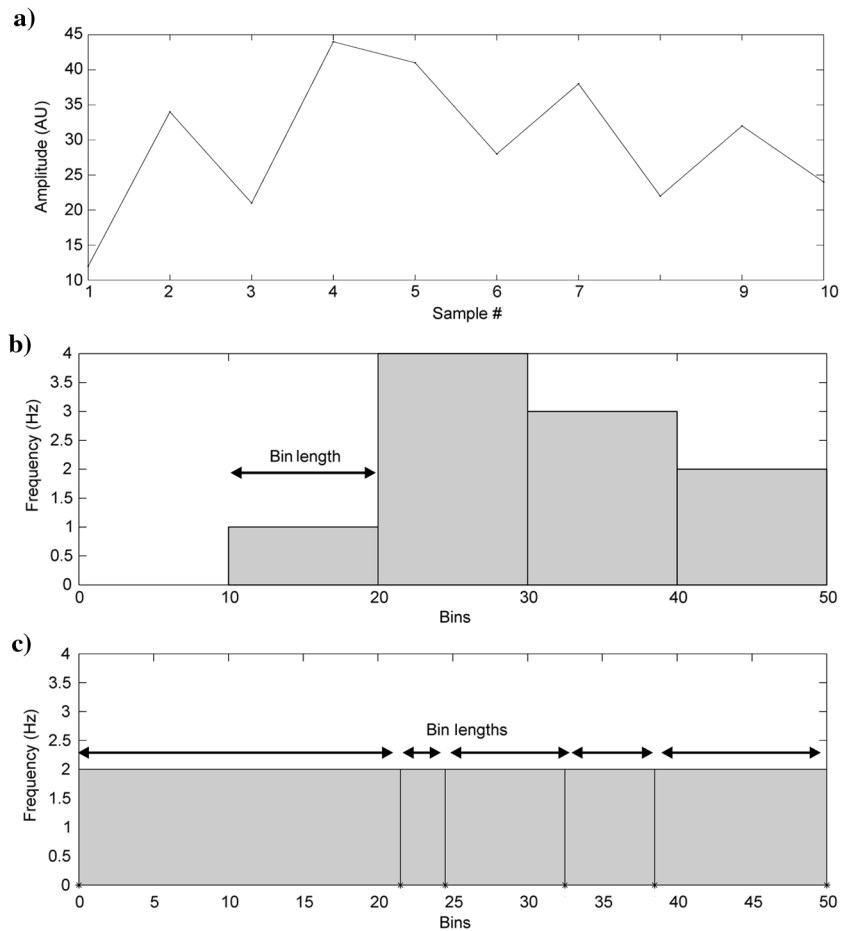 a)
45
40
35
30
25
20
15
10
Amplitude (AU)
1 2 3 4 5 6 7 9 10
Sample #
b)
4
3.5
3
2.5
2
1.5
1
0.5
0
Frequency (Hz)
Bin length
0 10 20 30 40 50
Bins
c)
4
3.5
3
2.5
2
1.5
1
0.5
0
Frequency (Hz)
Bin lengths
0 5 10 15 20 25 30 35 40 45 50
Bins